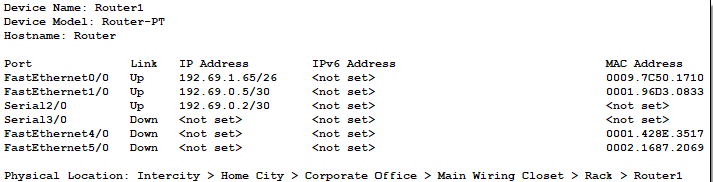 Device Name: Router1
Device Model: Router-PT
Hostname: Router
Port Link IP Address IPv6 Address MAC Address
FastEthernet0/0 Up 192.69.1.65/26 <not set> 0009.7C50.1710
FastEthernet1/0 Up 192.69.0.5/30 <not set> 0001.96D3.0833
Serial2/0 Up 192.69.0.2/30 <not set> <not set>
Serial3/0 Down <not set> <not set> <not set>
FastEthernet4/0 Down <not set> <not set> 0001.428E.3517
FastEthernet5/0 Down <not set> <not set> 0002.1687.2069
Physical Location: Intercity > Home City > Corporate Office > Main Wiring Closet > Rack > Router1